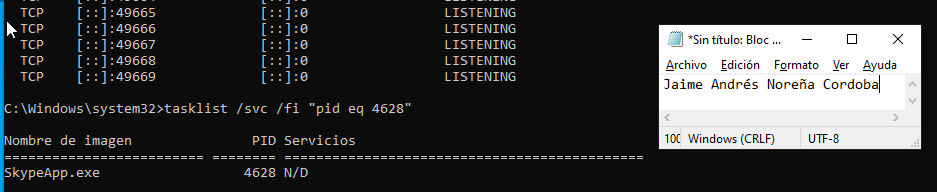 TCP [::]:49665 [::]:0 LISTENING
TCP [::]:49666 [::]:0 LISTENING
TCP [::]:49667 [::]:0 LISTENING
TCP [::]:49668 [::]:0 LISTENING
TCP [::]:49669 [::]:0 LISTENING
C:\Windows\system32>tasklist /svc /fi "pid eq 4628"
Nombre de imagen PID Servicios
========================= ======== ============================================
SkypeApp.exe 4628 N/D
*Sin título: Bloc ...
Archivo Edición Formato Ver Ayuda
Jaime Andrés Noreña Cordoba
100 Windows (CRLF) UTF-8